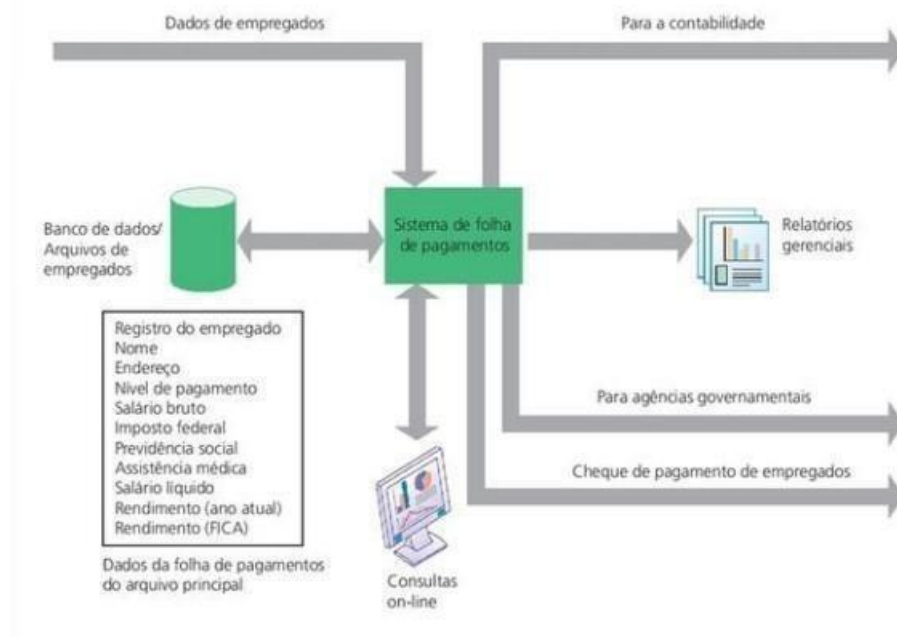 Dados de empregados
Para a contabilidade
Banco de dados/
Arquivos de
empregados
Sistema de folha
de pagamentos
Relatórios
gerenciais
Registro do empregado
Nome
Endereço
Nível de pagamento
Salário bruto
Imposto federal
Previdência social
Assistência médica
Salário líquido
Rendimento (ano atual)
Rendimento (FICA)
Dados da folha de pagamentos
do arquivo principal
Para agências governamentais
Cheque de pagamento de empregados
Consultas
on-line